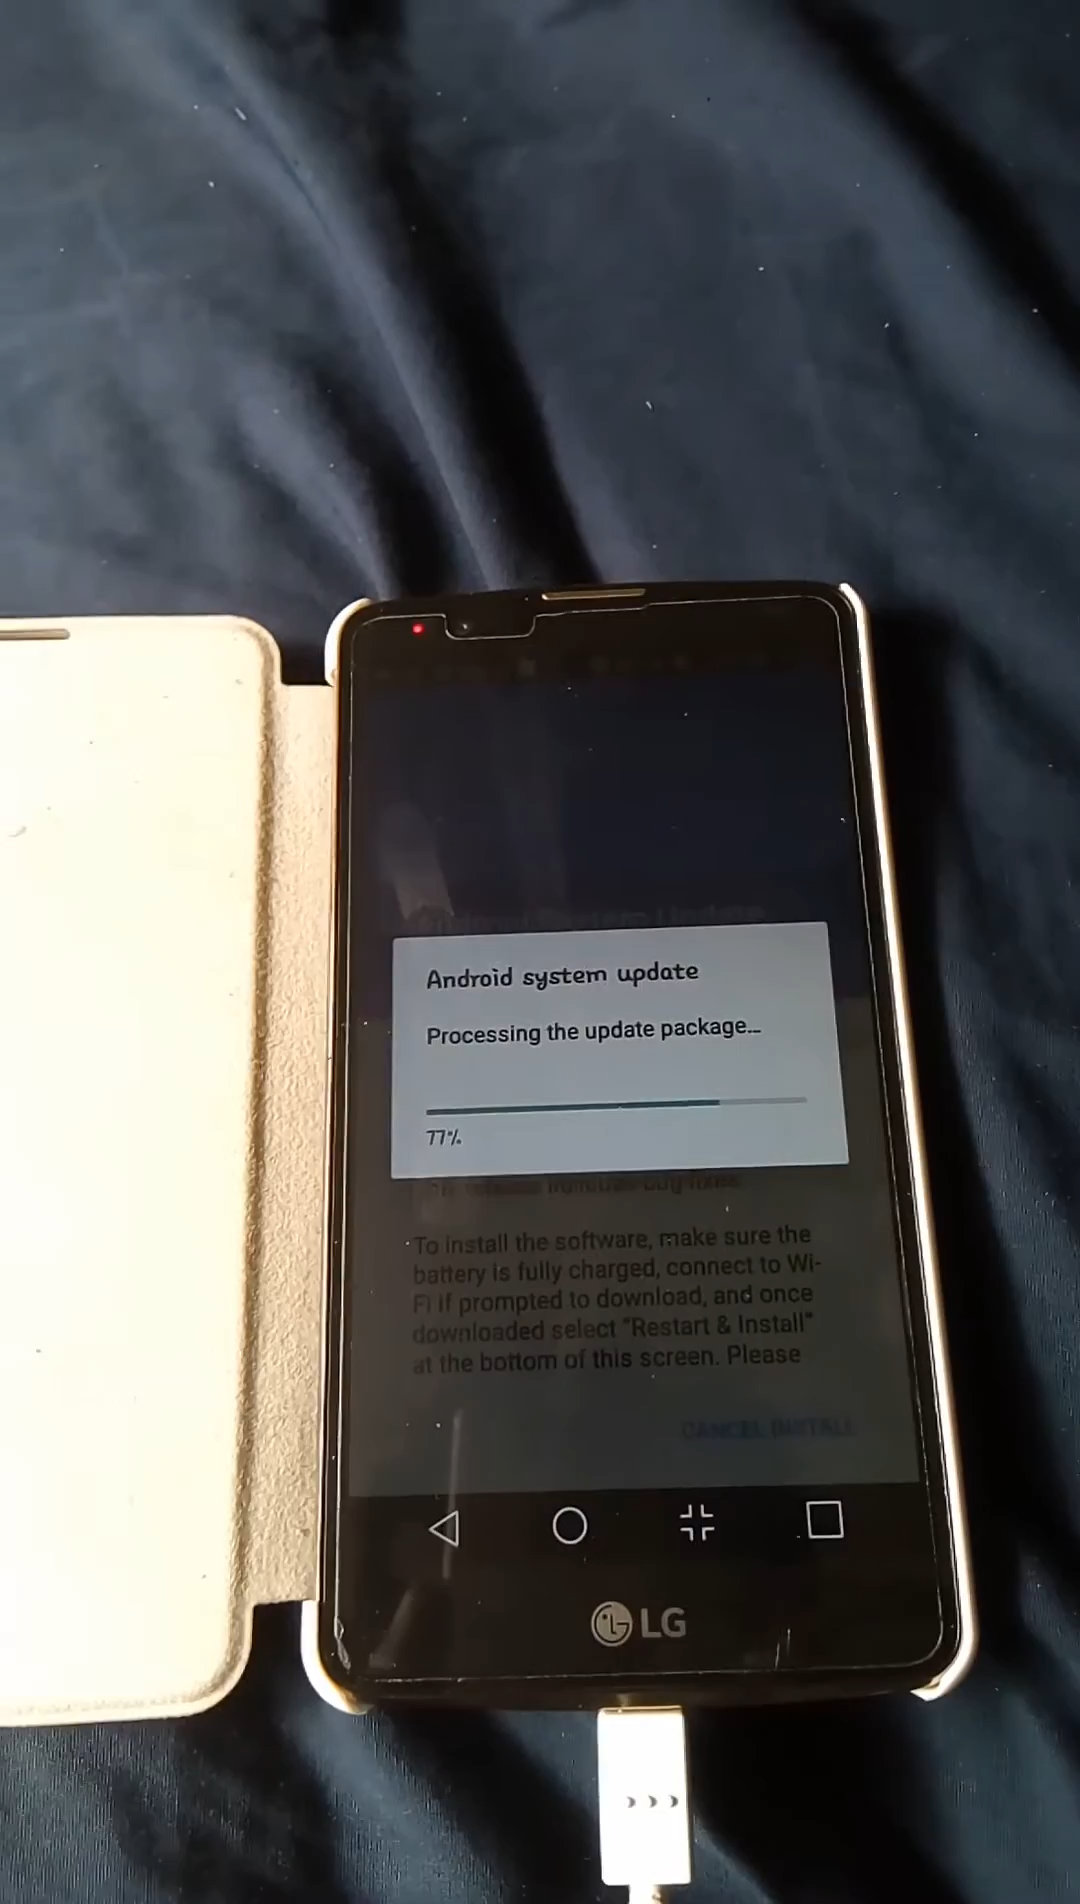 Android system update
Processing the update package...
77%
To install the software, make sure the
battery is fully charged, connect to Wi-
Fi if prompted to download, and once
downloaded select "Restart & Install"
at the bottom of this screen. Please
CANCEL INSTALL
LG